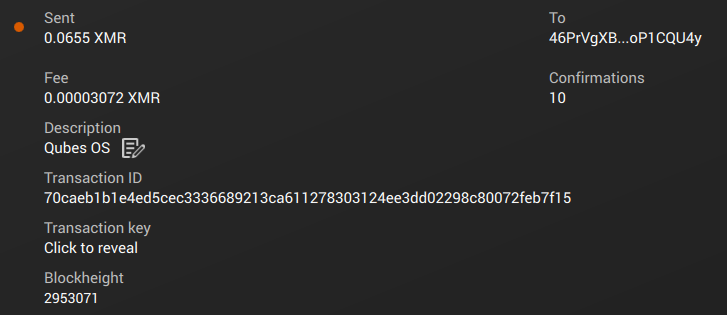 Sent
0.0655 XMR
To
46PrVgXB...oP1CQU4y
Fee
0.00003072 XMR
Confirmations
10
Description
Qubes OS
Transaction ID
70caeb1b1e4ed5cec3336689213ca611278303124ee3dd02298c80072feb7f15
Transaction key
Click to reveal
Blockheight
2953071